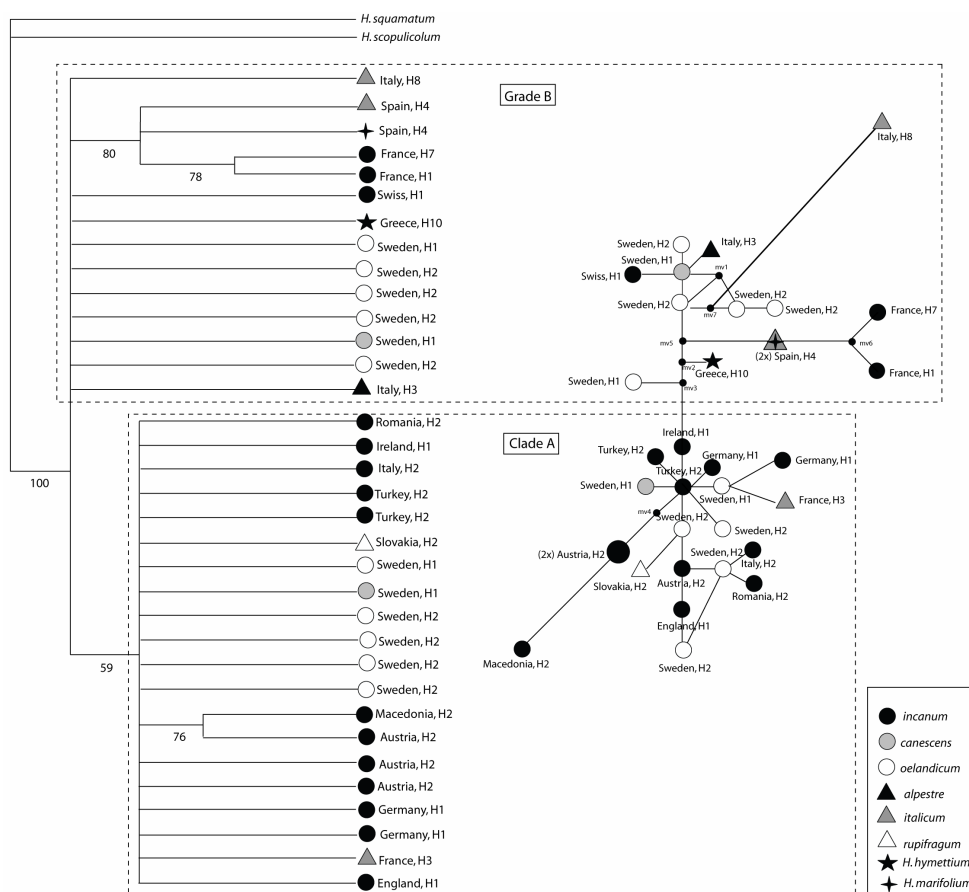 H. squamatum
H. scopulicolum
Italy, H8
Grade B
Spain, H4
Spain, H4
80
France, H7
78
France, H1
Swiss, H1
Greece, H10
Sweden, H1
Sweden, H2
Sweden, H2
Sweden, H2
Sweden, H1
Sweden, H2
Italy, H3
Italy, H8
Sweden, H2
Italy, H3
Sweden, H1
mv1
Swiss, H1
Sweden, H2
Sweden, H2
mv7
Sweden, H2
France, H7
mv5
(2x) Spain, H4
mv6
mv2
Greece, H10
France, H1
Sweden, H1
mv3
100
Romania, H2
Clade A
Ireland, H1
Italy, H2
Turkey, H2
Turkey, H2
Slovakia, H2
Sweden, H1
Sweden, H1
Sweden, H2
Sweden, H2
59
Sweden, H2
Sweden, H2
Macedonia, H2
76
Austria, H2
Austria, H2
Austria, H2
Germany, H1
Germany, H1
France, H3
England, H1
Ireland, H1
Turkey, H2
Germany, H1
Germany, H1
Turkey, H2
Sweden, H1
Sweden, H1
France, H3
mv4
Sweden, H2
Sweden, H2
(2x) Austria, H2
Sweden, H2
Italy, H2
Slovakia, H2
Austria, H2
Romania, H2
England, H1
Macedonia, H2
Sweden, H2
incanum
canescens
oelandicum
alpestre
italicum
rupifragum
H. hymettium
H. marifolium